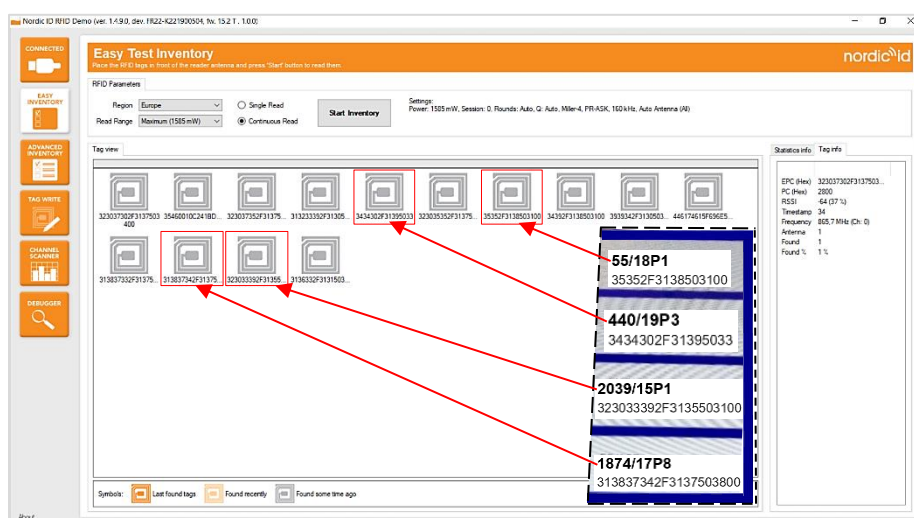 Nordic ID RFID Demo (ver. 1.4.9.0, dev. FR22-K221900504, fw. 15.2 T . 1.0.0;
CONNECTED
Easy Test Inventory
Place the RFID tags in front of the reader antenna and press 'Start' button to read them.
nordic id
RFID Parameters
EASY INVENTORY
Region Europe
Single Read
Start Inventory
Settings:
Power: 1585 mW, Session: 0, Rounds: Auto, Q: Auto, Miller-4, PR-ASK, 160 kHz, Auto Antenna (All)
Read Range Maximum (1585 mW)
Continuous Read
ADVANCED INVENTORY
Tag view
Statistics info Tag info
323037302F3137503400
35460010C241BD...
323037352F31375...
313233392F31305...
3434302F31395033
323035352F31375...
35352F3138503100
34392F3138503100
3939342F3130503...
446174615F696E5...
EPC (Hex) 323037302F3137503...
PC (Hex) 2800
RSSI -64 (37 %)
Timestamp 34
Frequency 865,7 MHz (Ch: 0)
Antenna 1
Found 1
Found % 1 %
TAG WRITE
CHANNEL SCANNER
313837332F31375...
313837342F31375...
323033392F31355...
3136332F3131503...
55/18P1
35352F3138503100
440/19P3
3434302F31395033
2039/15P1
323033392F3135503100
1874/17P8
313837342F3137503800
DEBUGGER
Symbols: Last found tags Found recently Found some time ago
About